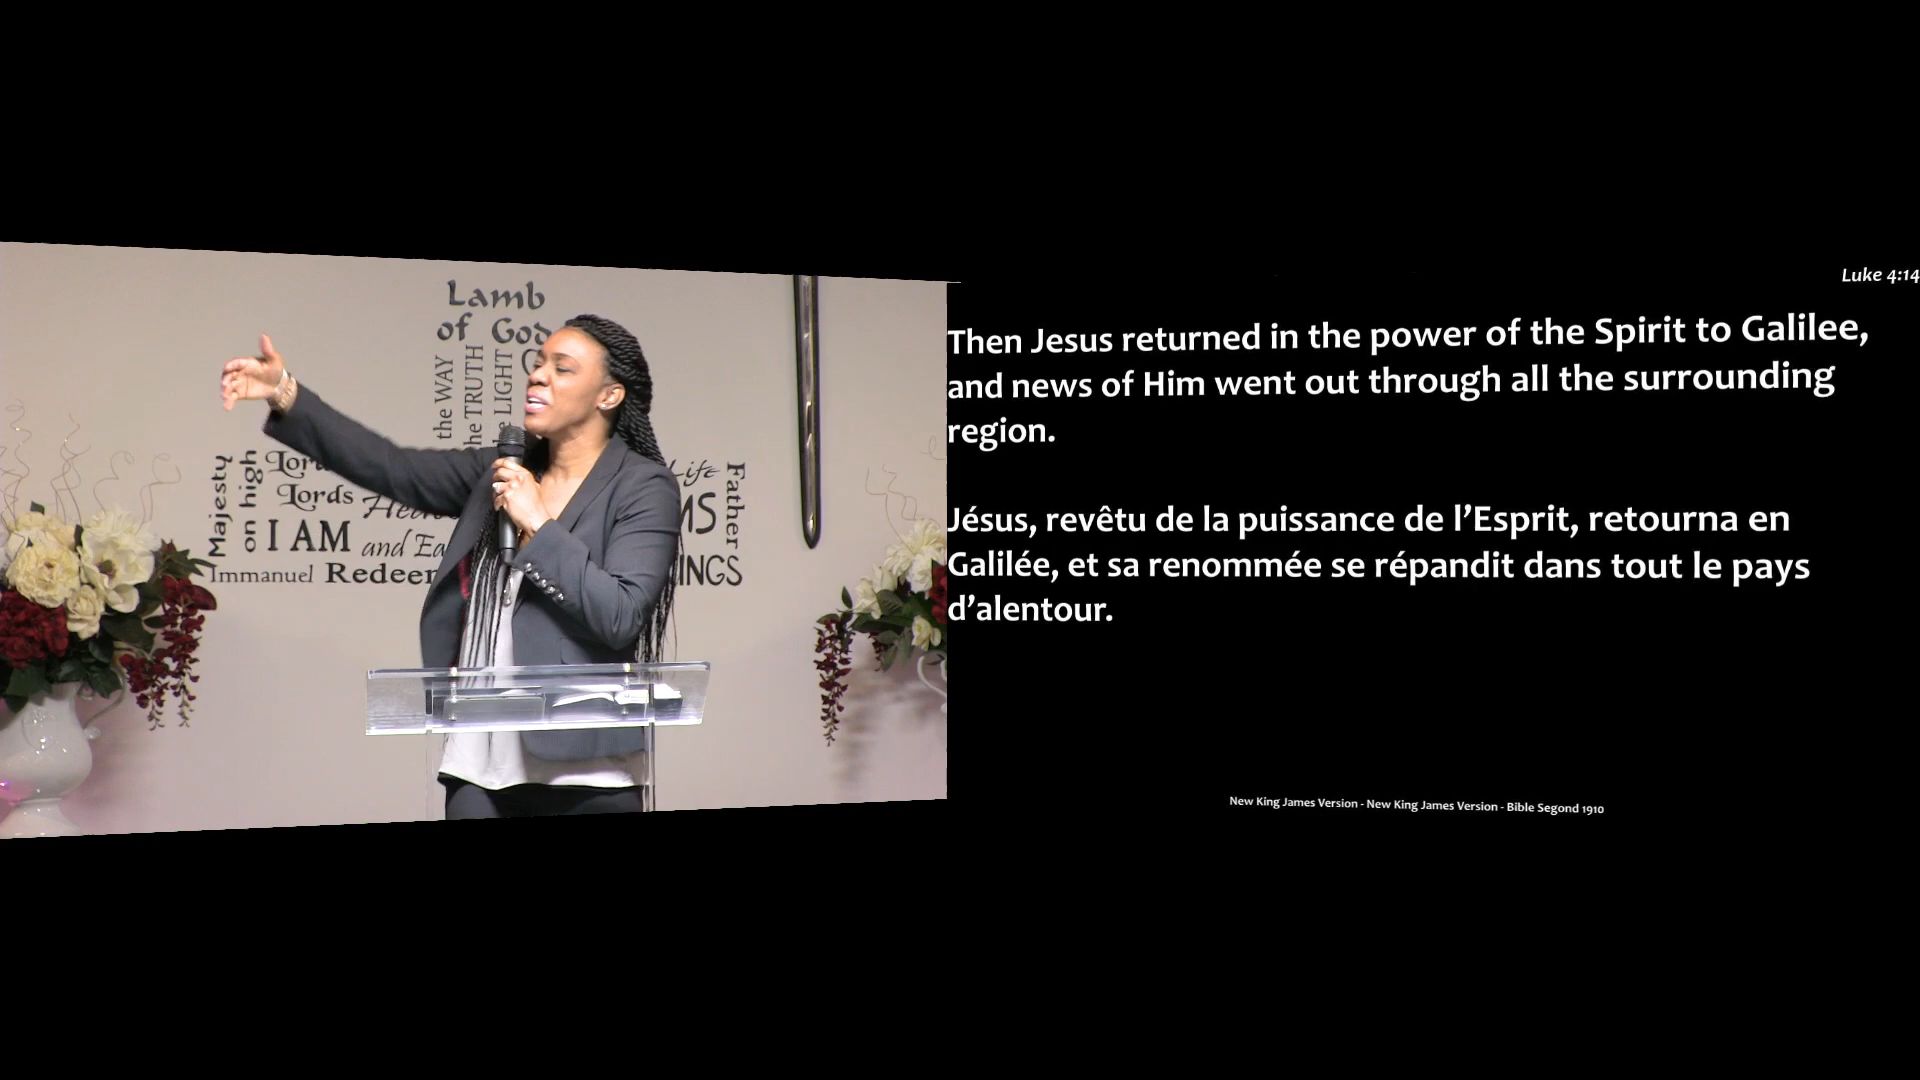 Lamb
of God
the WAY
the TRUTH
the LIGHT
Majesty
on high
Lord
Lords
I AM
and Ea
Immanuel Redeem
Life
Father
MS
INGS
Luke 4:14
Then Jesus returned in the power of the Spirit to Galilee,
and news of Him went out through all the surrounding
region.
Jésus, revêtu de la puissance de l’Esprit, retourna en
Galilée, et sa renommée se répandit dans tout le pays
d’alentour.
New King James Version - New King James Version - Bible Segond 1910